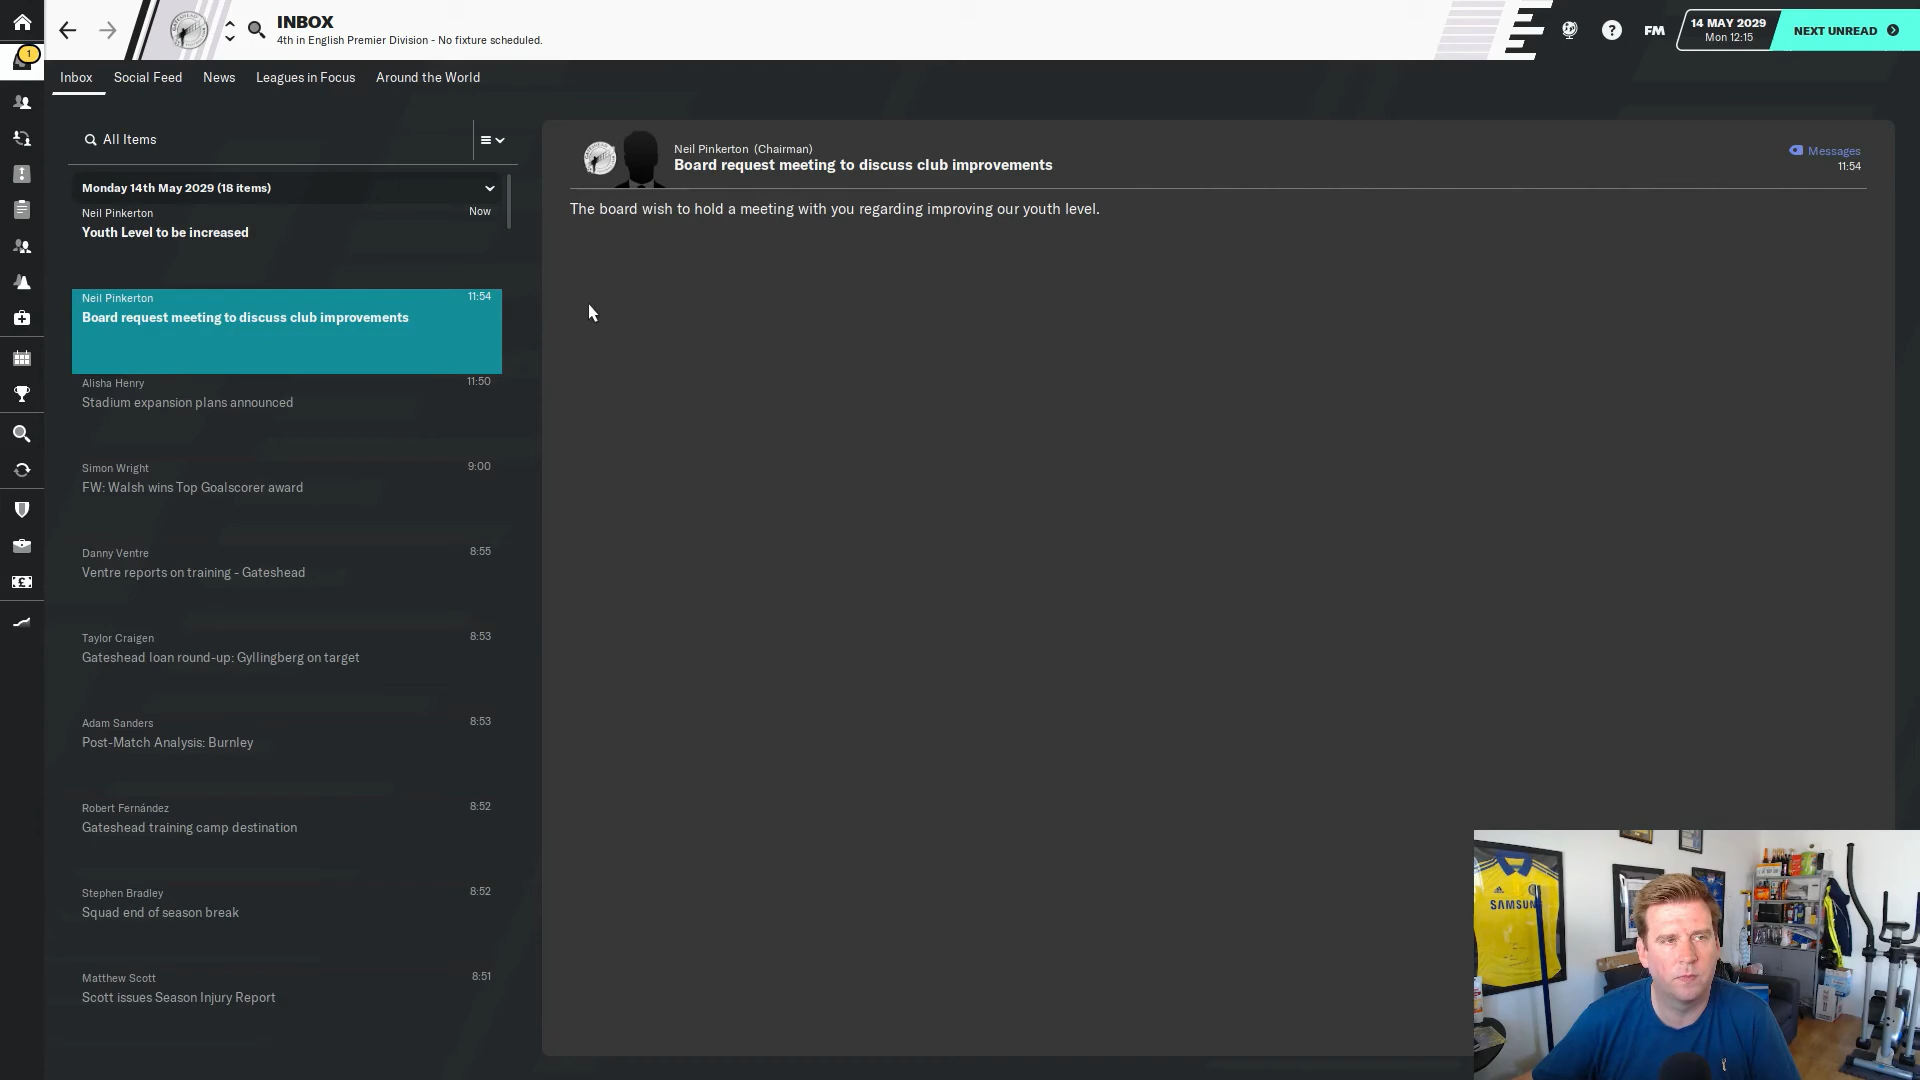 1
INBOX
4th in English Premier Division - No fixture scheduled.
?
FM
14 MAY 2029
Mon 12:15
NEXT UNREAD
Inbox
Social Feed
News
Leagues in Focus
Around the World
All Items
Monday 14th May 2029 (18 items)
Neil Pinkerton
Now
Youth Level to be increased
Neil Pinkerton
11:54
Board request meeting to discuss club improvements
Alisha Henry
11:50
Stadium expansion plans announced
Simon Wright
9:00
FW: Walsh wins Top Goalscorer award
Danny Ventre
8:55
Ventre reports on training - Gateshead
Taylor Craigen
8:53
Gateshead loan round-up: Gyllingberg on target
Adam Sanders
8:53
Post-Match Analysis: Burnley
Robert Fernández
8:52
Gateshead training camp destination
Stephen Bradley
8:52
Squad end of season break
Matthew Scott
8:51
Scott issues Season Injury Report
Neil Pinkerton (Chairman)
Board request meeting to discuss club improvements
Messages
11:54
The board wish to hold a meeting with you regarding improving our youth level.
SAMSUNG